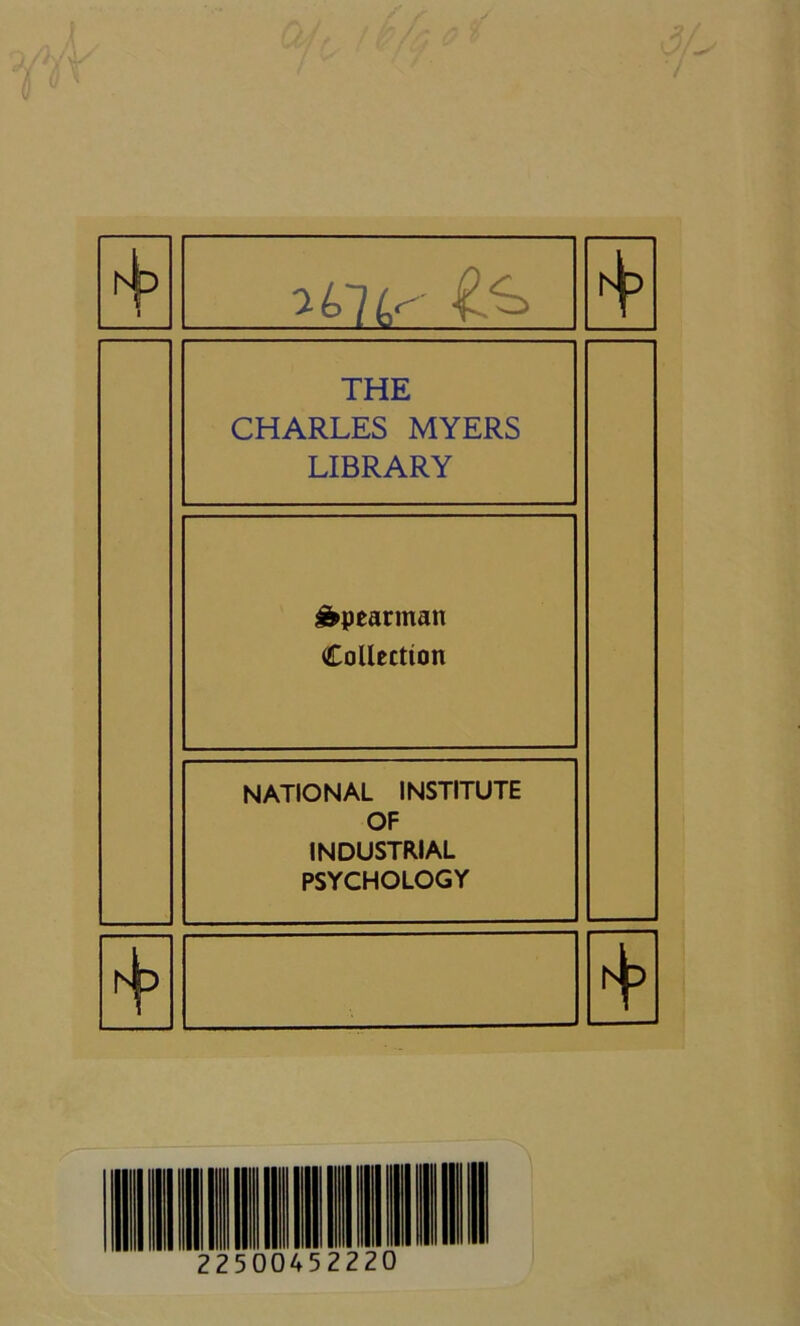 THE
CHARLES MYERS
LIBRARY
Spearman
Collection
NATIONAL INSTITUTE
OF
INDUSTRIAL
PSYCHOLOGY
22500452220